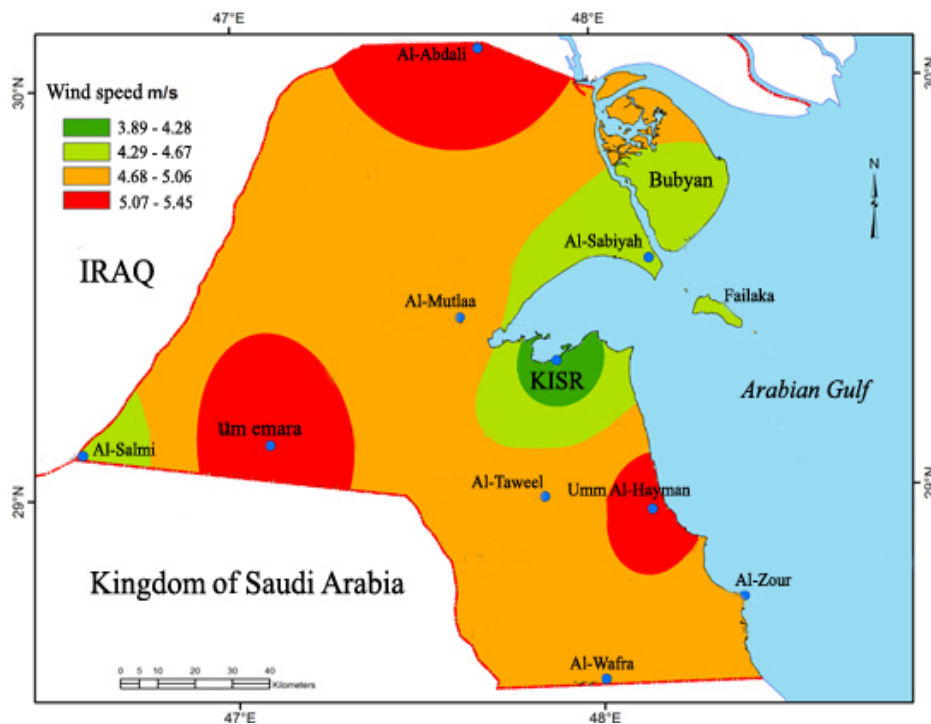 47°E 48°E
Al-Abdali
30°N 30°N
Wind speed m/s
3.89 - 4.28
4.29 - 4.67
4.68 - 5.06
5.07 - 5.45
N
Bubyan
Al-Sabiyah
IRAQ
Failaka
Al-Mutlaa
KISR
Arabian Gulf
um emara
Al-Salmi
Al-Taweel
Umm Al-Hayman
29°N 29°N
Kingdom of Saudi Arabia
Al-Zour
Al-Wafra
0 5 10 20 30 40
Kilometers
47°E 48°E